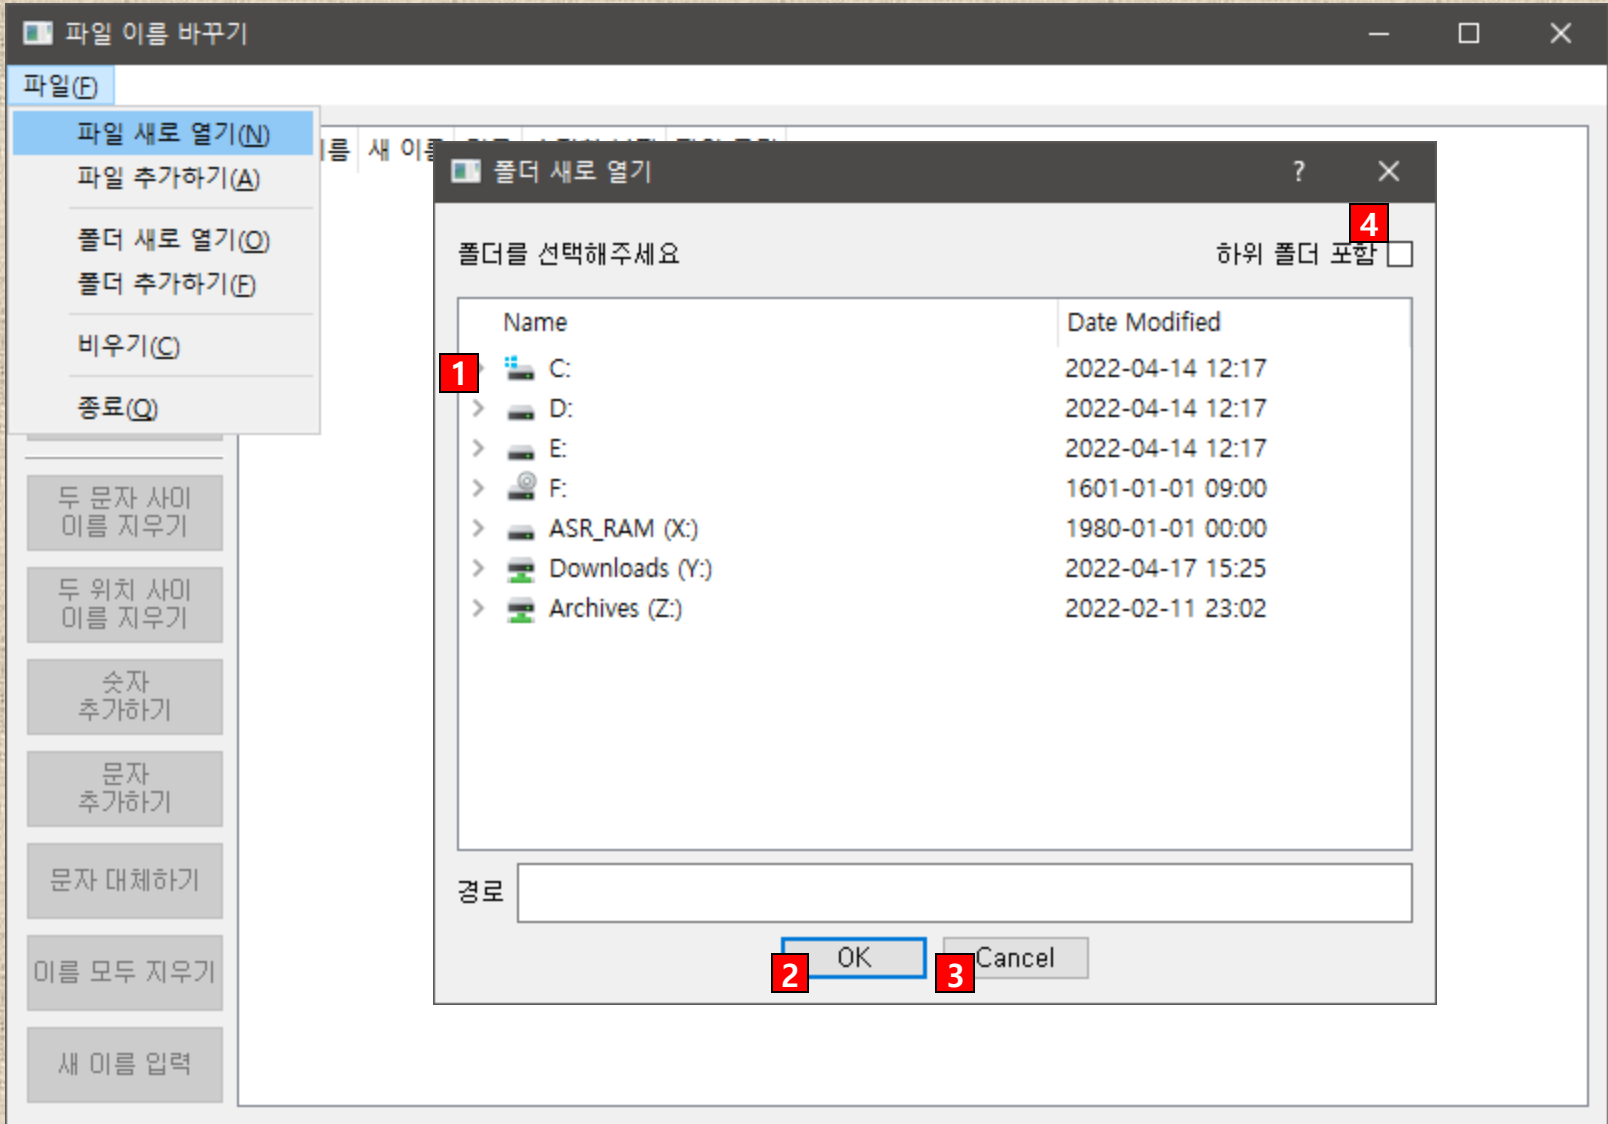 파일 이름 바꾸기
파일(F)
파일 새로 열기(N)
파일 추가하기(A)
폴더 새로 열기(O)
폴더 추가하기(F)
비우기(C)
종료(Q)
이름 새 이름
폴더 새로 열기
?
4
폴더를 선택해주세요 하위 폴더 포함
Name Date Modified
1 C: 2022-04-14 12:17
D: 2022-04-14 12:17
E: 2022-04-14 12:17
F: 1601-01-01 09:00
ASR_RAM (X:) 1980-01-01 00:00
Downloads (Y:) 2022-04-17 15:25
Archives (Z:) 2022-02-11 23:02
경로
2 OK 3 Cancel
두 문자 사이
이름 지우기
두 위치 사이
이름 지우기
숫자
추가하기
문자
추가하기
문자 대체하기
이름 모두 지우기
새 이름 입력